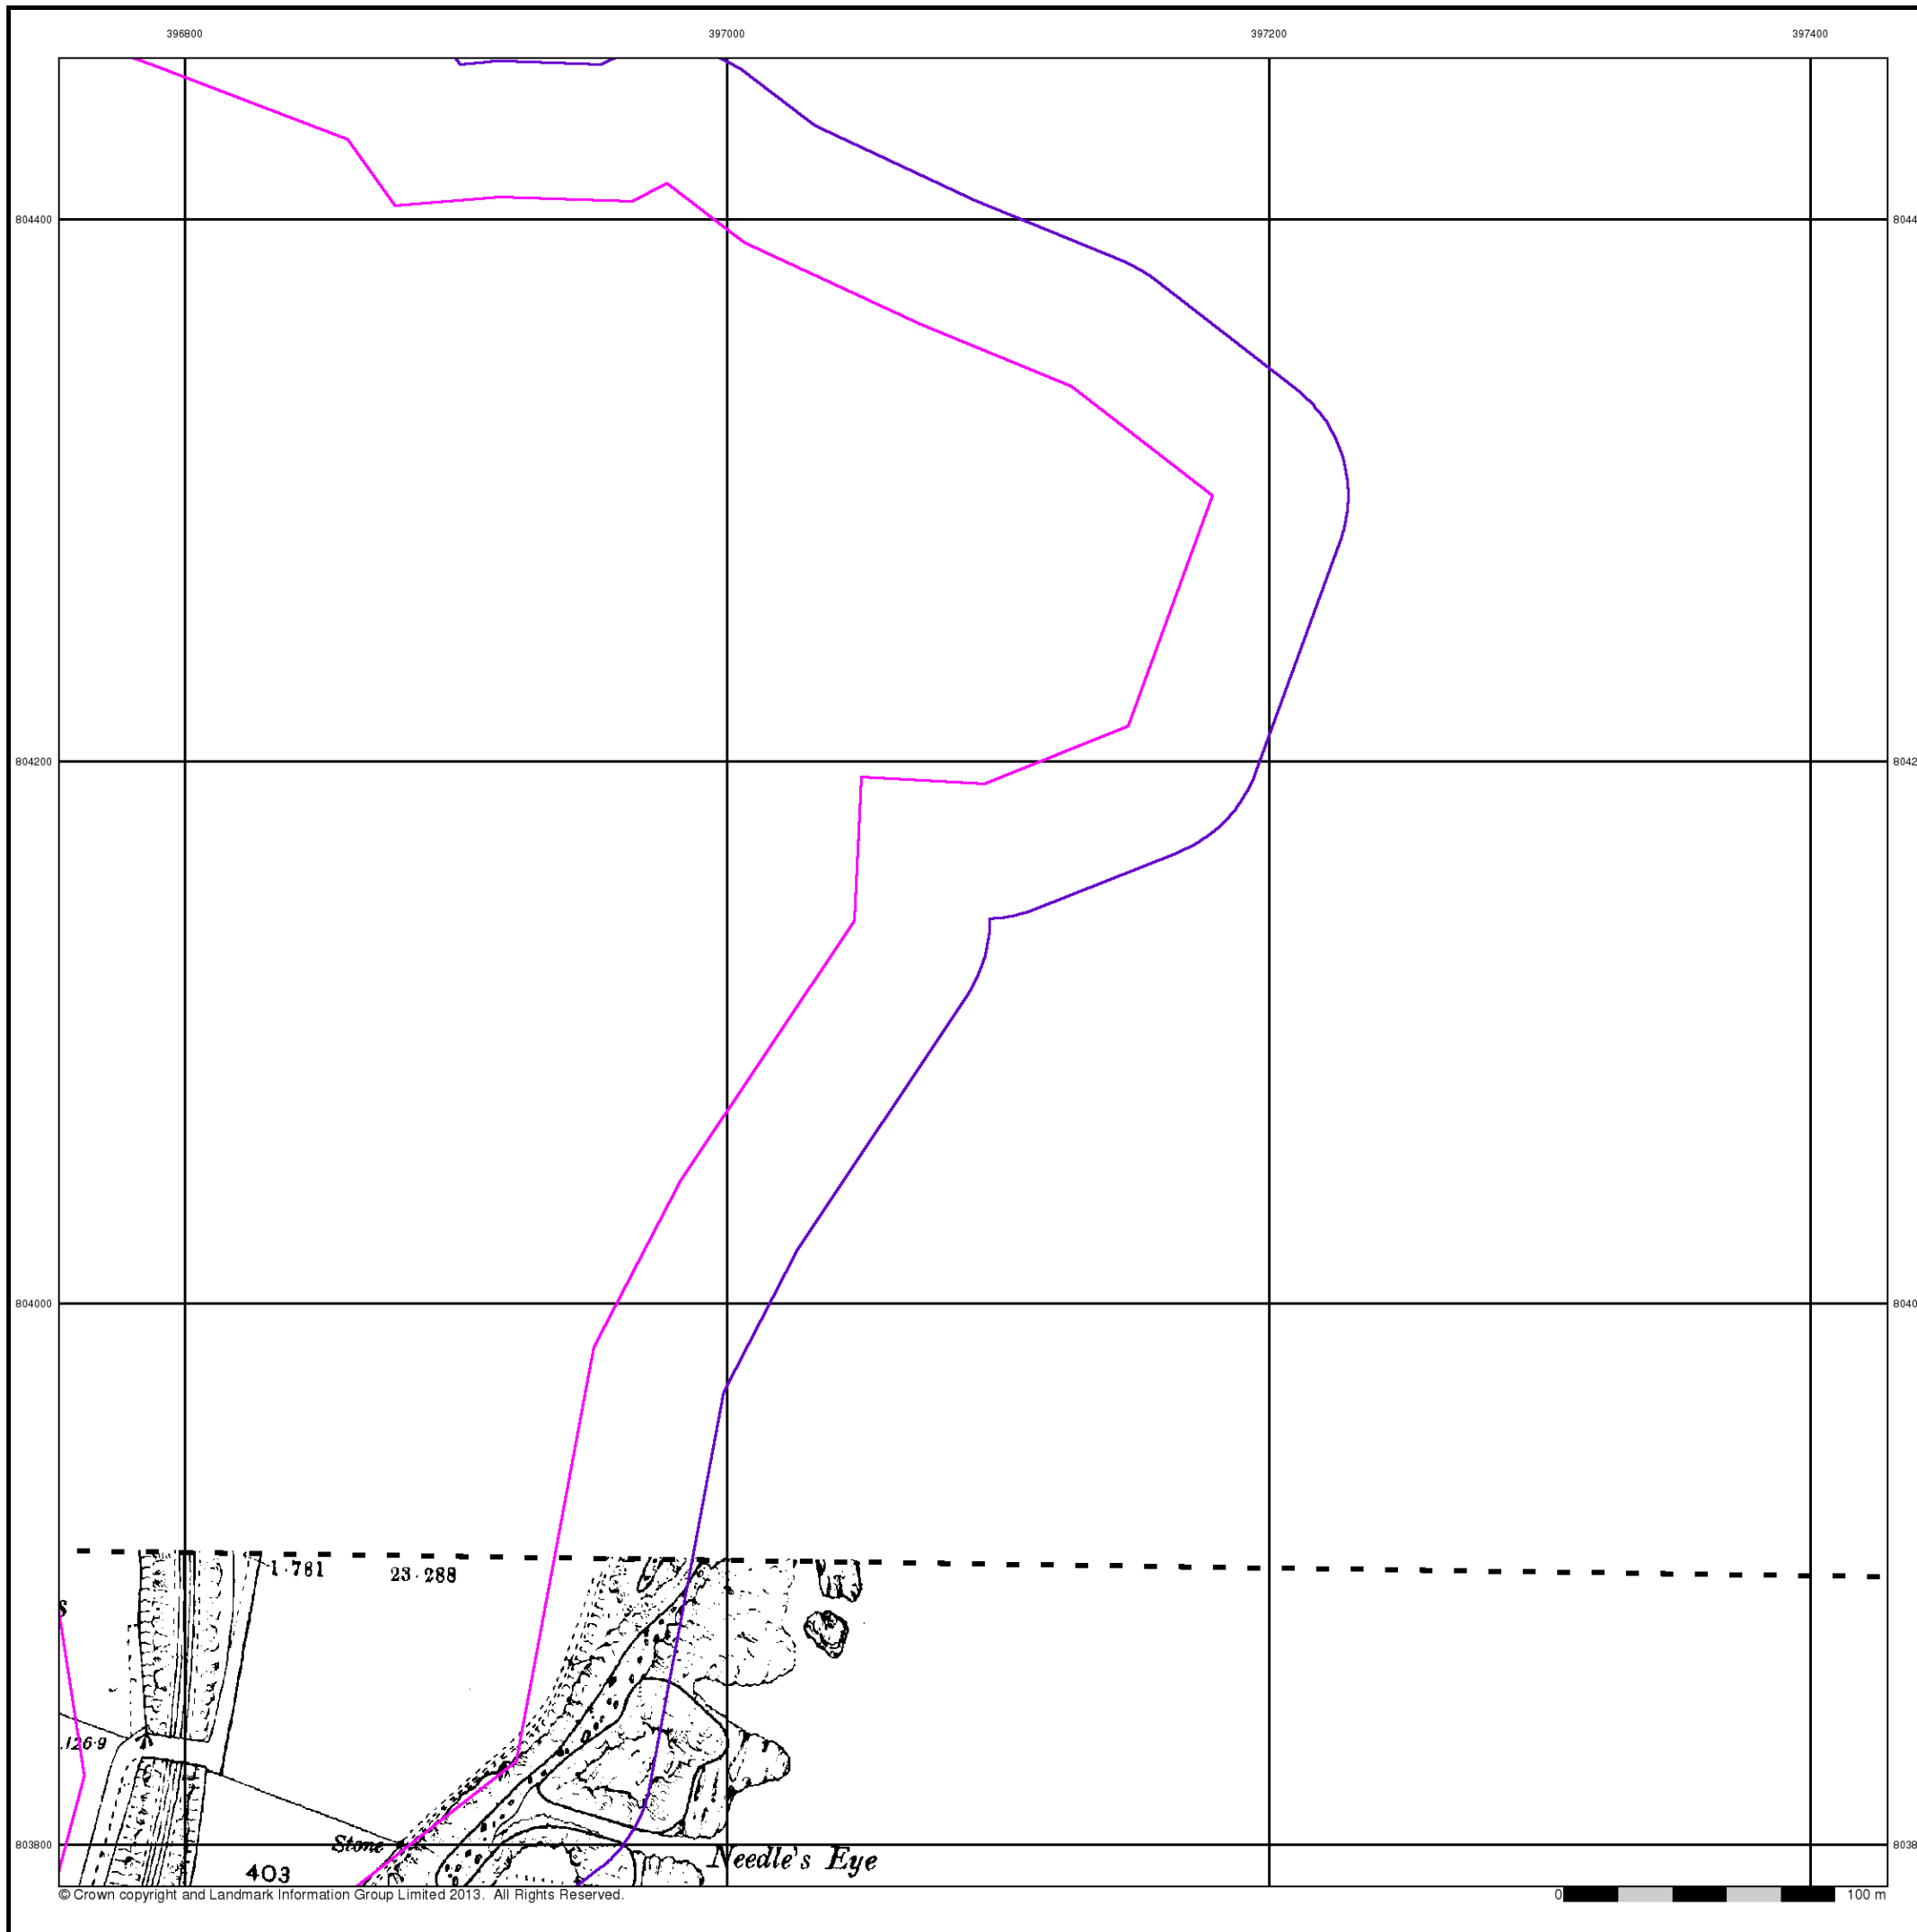 396800 397000 397200 397400
804400 8044
804200 8042
804000 8040
1·781 23·288
s
126·9
Stone
803800 8038
Needle's Eye
403
© Crown copyright and Landmark Information Group Limited 2013. All Rights Reserved. 0 100 m